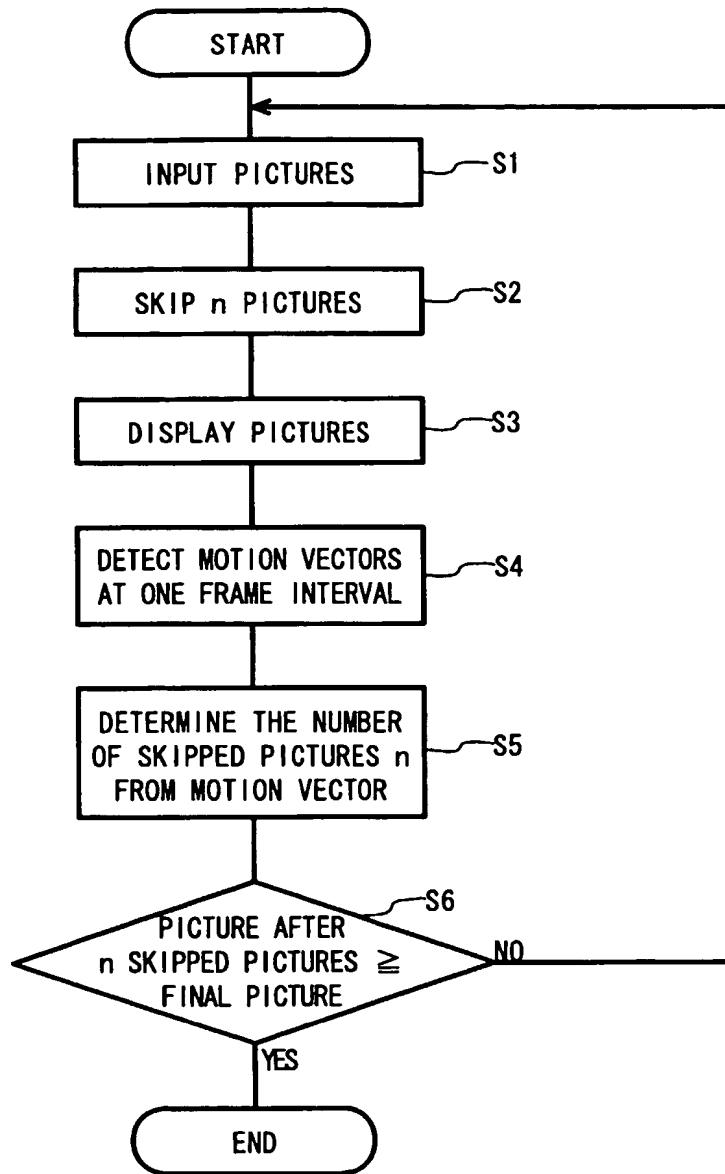 START
INPUT PICTURES
S1
SKIP n PICTURES
S2
DISPLAY PICTURES
S3
DETECT MOTION VECTORS
AT ONE FRAME INTERVAL
S4
DETERMINE THE NUMBER
OF SKIPPED PICTURES n
FROM MOTION VECTOR
S5
S6
PICTURE AFTER
n SKIPPED PICTURES ≧
FINAL PICTURE
NO
YES
END